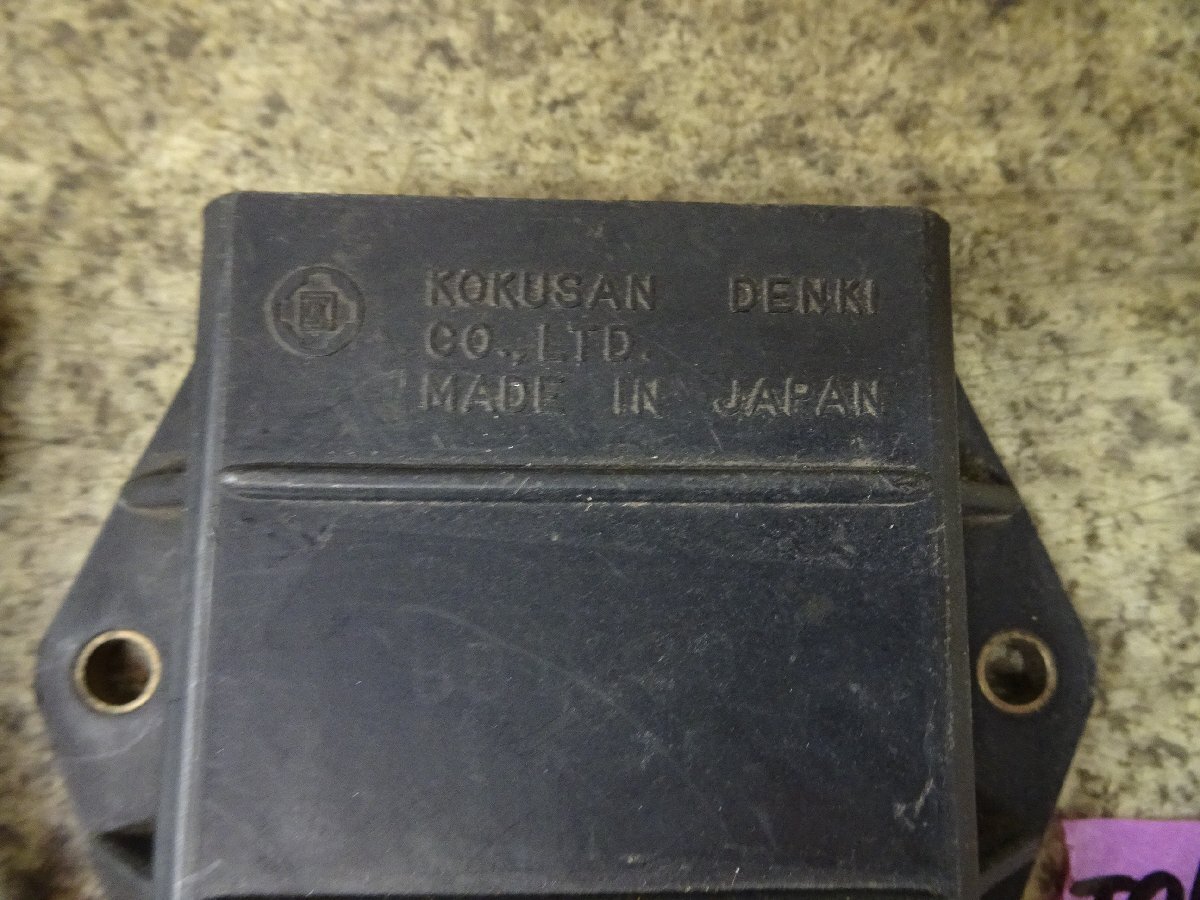 KOKUSAN DENKI
CO.,LTD.
MADE IN JAPAN